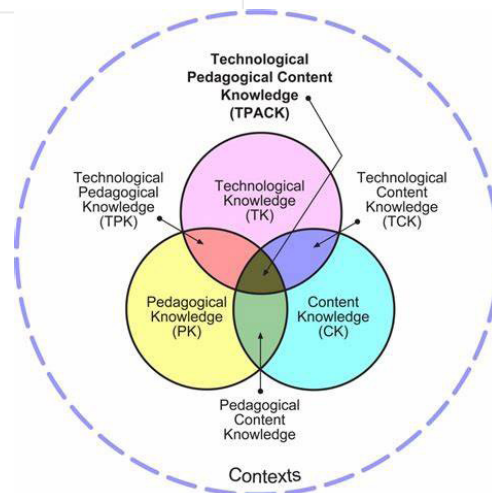 Technological
Pedagogical Content
Knowledge
(TPACK)
Technological
Pedagogical
Knowledge
(TPK)
Technological
Knowledge
(TK)
Technological
Content
Knowledge
(TCK)
Pedagogical
Knowledge
(PK)
Content
Knowledge
(CK)
Pedagogical
Content
Knowledge
Contexts